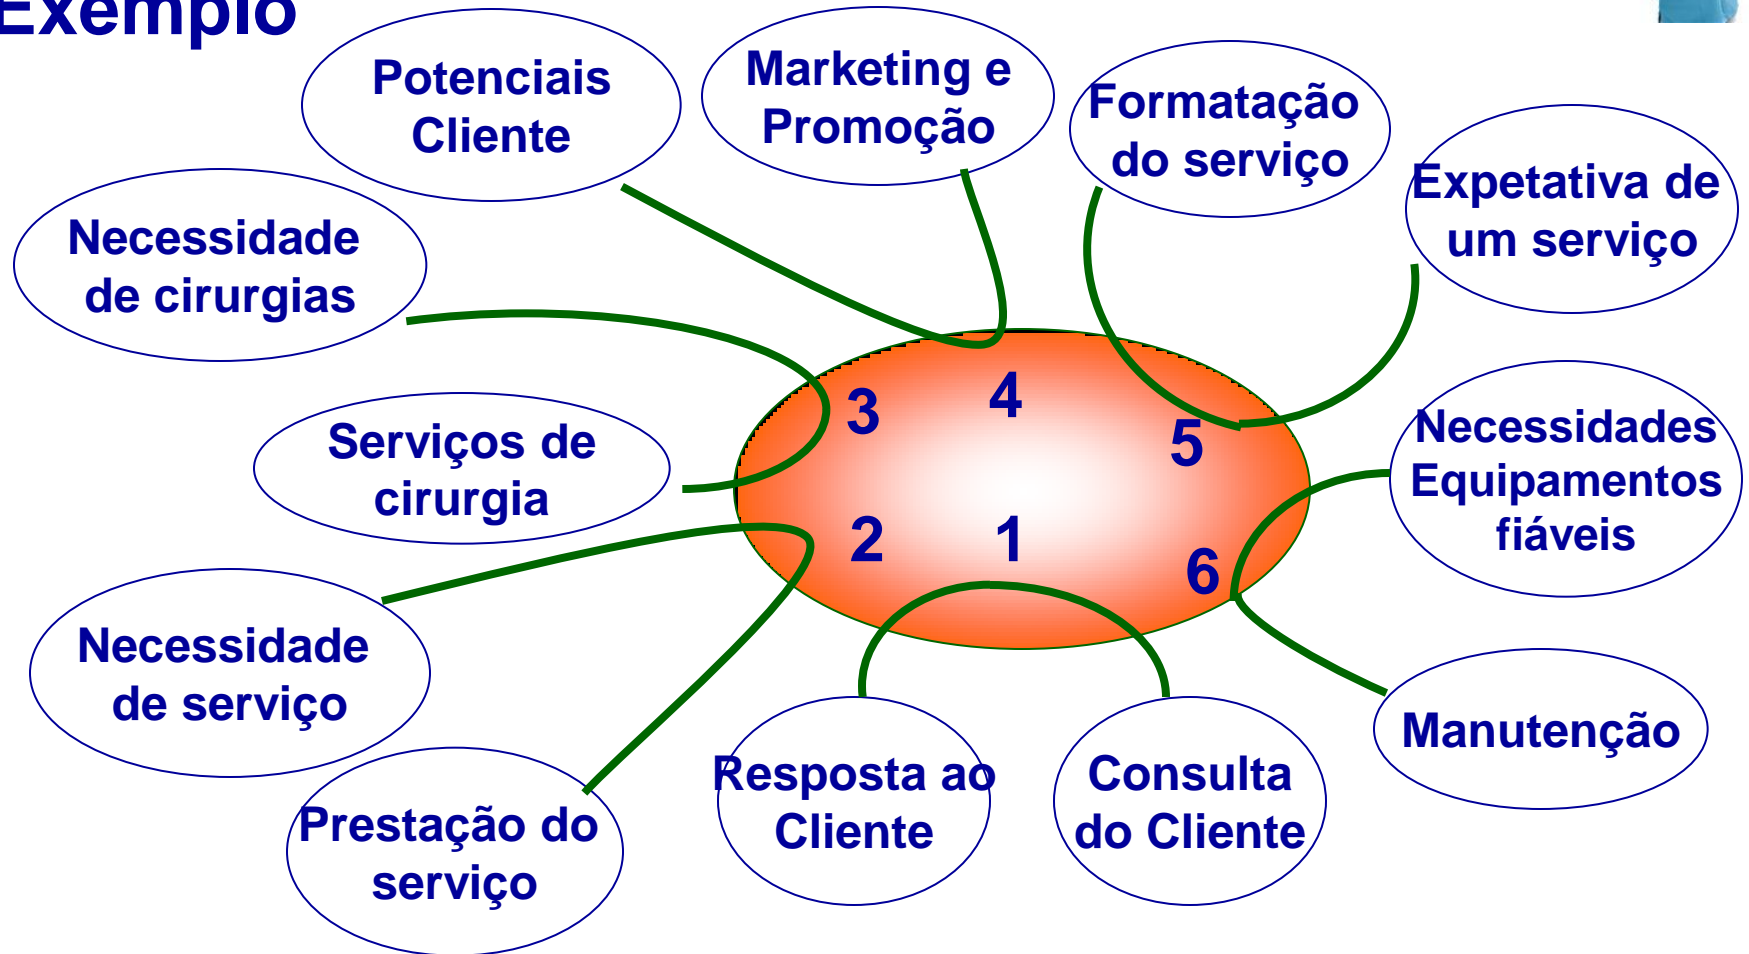 Exemplo
Potenciais
Cliente
Marketing e
Promoção
Formatação
do serviço
Expetativa de
um serviço
Necessidade
de cirurgias
Serviços de
cirurgia
3
4
5
Necessidades
Equipamentos
fiáveis
2
1
6
Necessidade
de serviço
Prestação do
serviço
Resposta ao
Cliente
Consulta
do Cliente
Manutenção